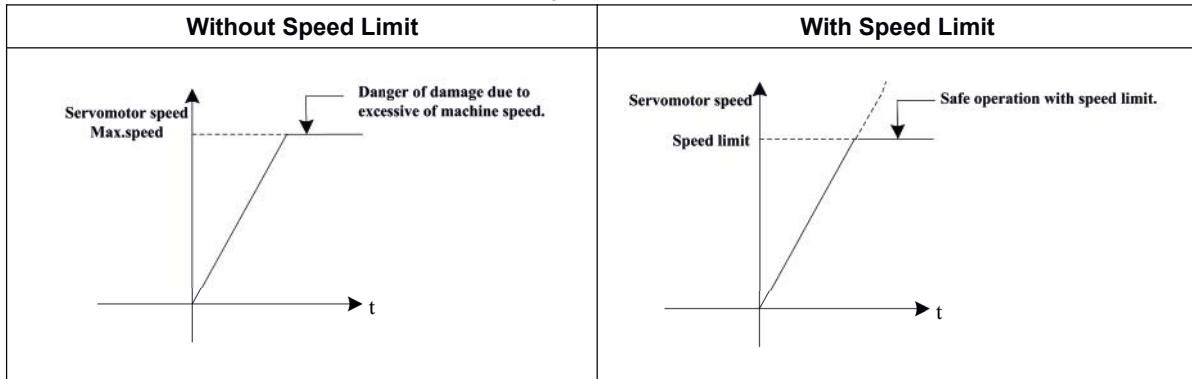 Without Speed Limit
With Speed Limit
Servomotor speed
Max.speed
Danger of damage due to
excessive of machine speed.
t
Servomotor speed
Speed limit
Safe operation with speed limit.
t